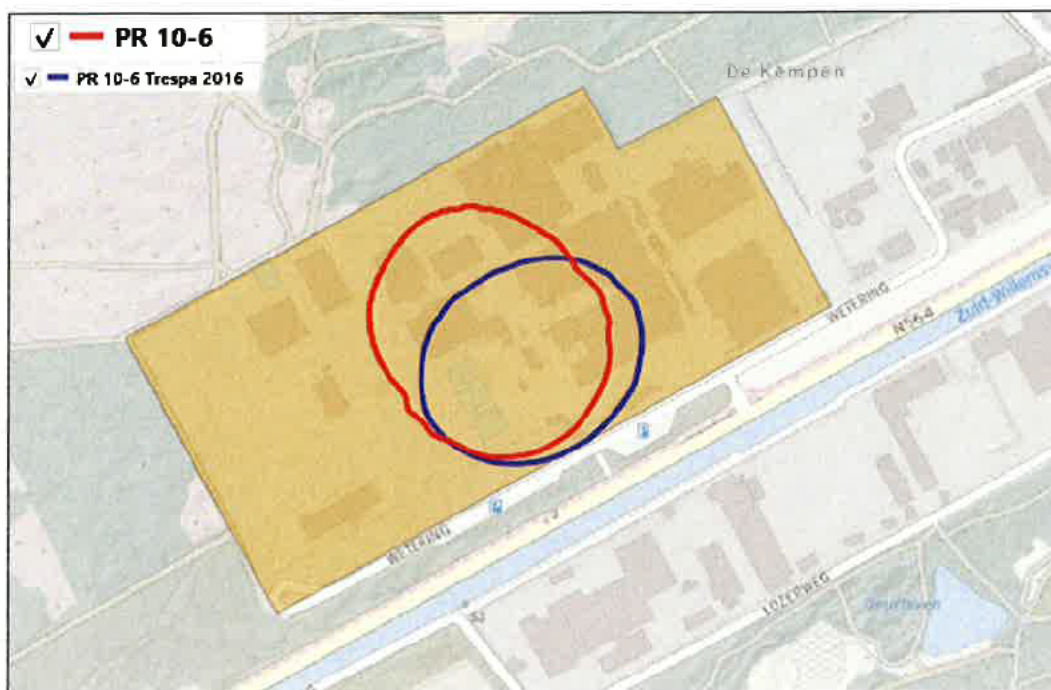 PR 10-6
PR 10-6 Trespa 2016
De Kempen
WETERING
N564
WETERING
LOZERWEG